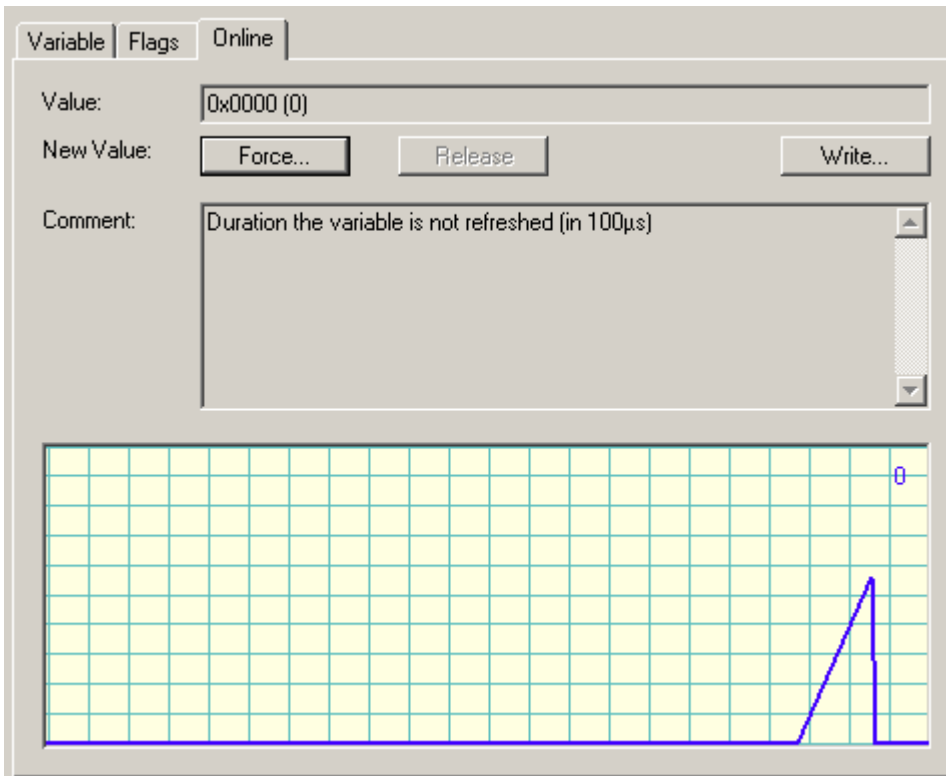 Variable Flags Online
Value: 0x0000 (0)
New Value: Force... Release Write...
Comment: Duration the variable is not refreshed (in 100µs)
0